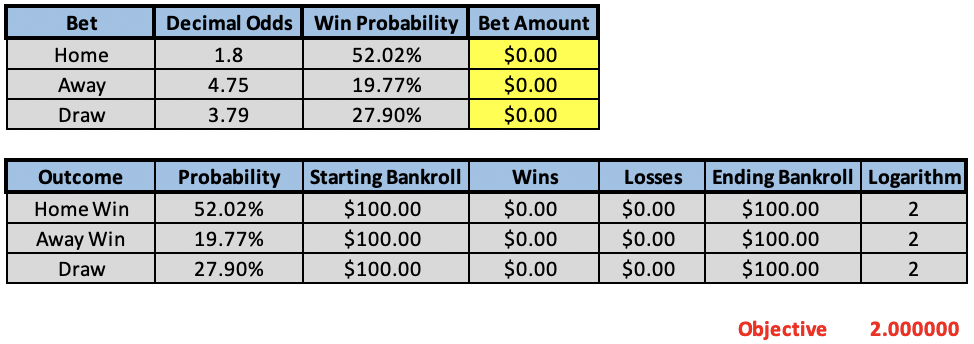 Bet Decimal Odds Win Probability Bet Amount
Home 1.8 52.02% $0.00
Away 4.75 19.77% $0.00
Draw 3.79 27.90% $0.00
Outcome Probability Starting Bankroll Wins Losses Ending Bankroll Logarithm
Home Win 52.02% $100.00 $0.00 $0.00 $100.00 2
Away Win 19.77% $100.00 $0.00 $0.00 $100.00 2
Draw 27.90% $100.00 $0.00 $0.00 $100.00 2
Objective 2.000000